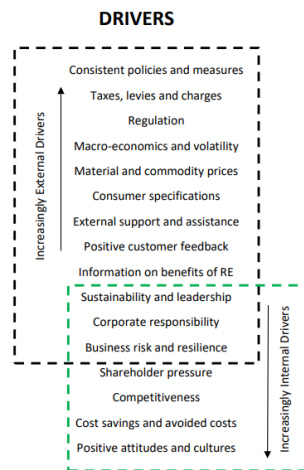 DRIVERS
Increasingly External Drivers
Consistent policies and measures
Taxes, levies and charges
Regulation
Macro-economics and volatility
Material and commodity prices
Consumer specifications
External support and assistance
Positive customer feedback
Information on benefits of RE
Sustainability and leadership
Corporate responsibility
Business risk and resilience
Shareholder pressure
Competitiveness
Cost savings and avoided costs
Positive attitudes and cultures
Increasingly Internal Drivers